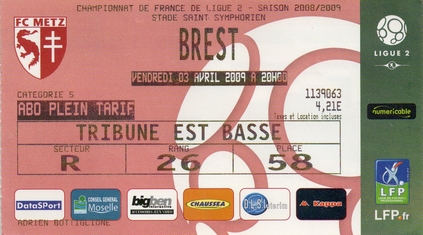 CHAMPIONNAT DE FRANCE DE LIGUE 2 - SAISON 2008/2009
STADE SAINT SYMPHORIEN
FC METZ
BREST
LIGUE 2
VENDREDI 03 AVRIL 2009 A 20H00
CATEGORIE 5
1139063
ABO PLEIN TARIF
4,21E
Taxes et Location incluses
numericable
TRIBUNE EST BASSE
SECTEUR RANG PLACE
R 26 58
DataSport
CONSEIL GENERAL
Moselle
bigben
interactive
CHAUSSEA
Interim
Kappa
LFP
LFP.fr
ADRIEN BOTTIGLIONE